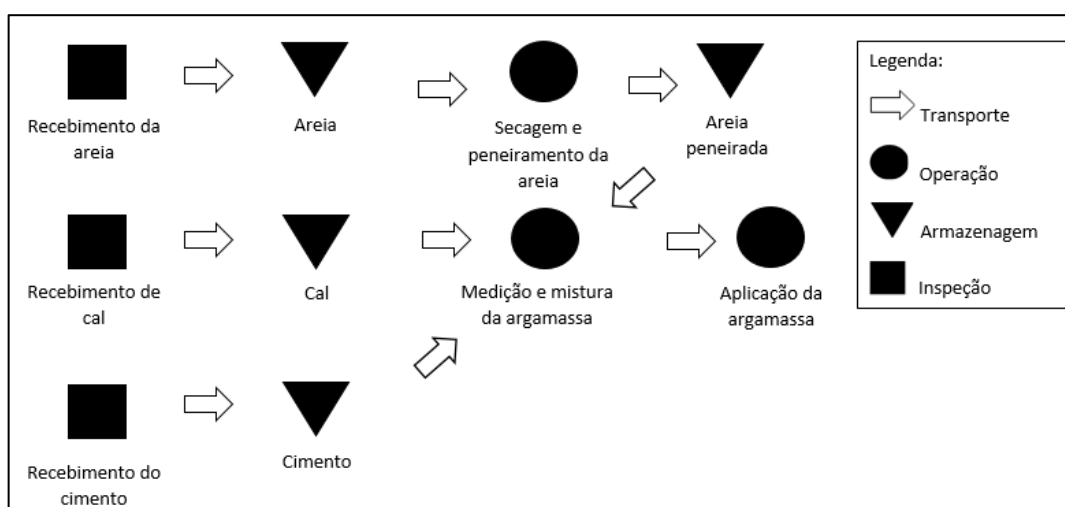 Recebimento da
areia
Areia
Secagem e
peneiramento da
areia
Areia
peneirada
Recebimento de
cal
Cal
Medição e mistura
da argamassa
Aplicação da
argamassa
Recebimento do
cimento
Cimento
Legenda:
Transporte
Operação
Armazenagem
Inspeção